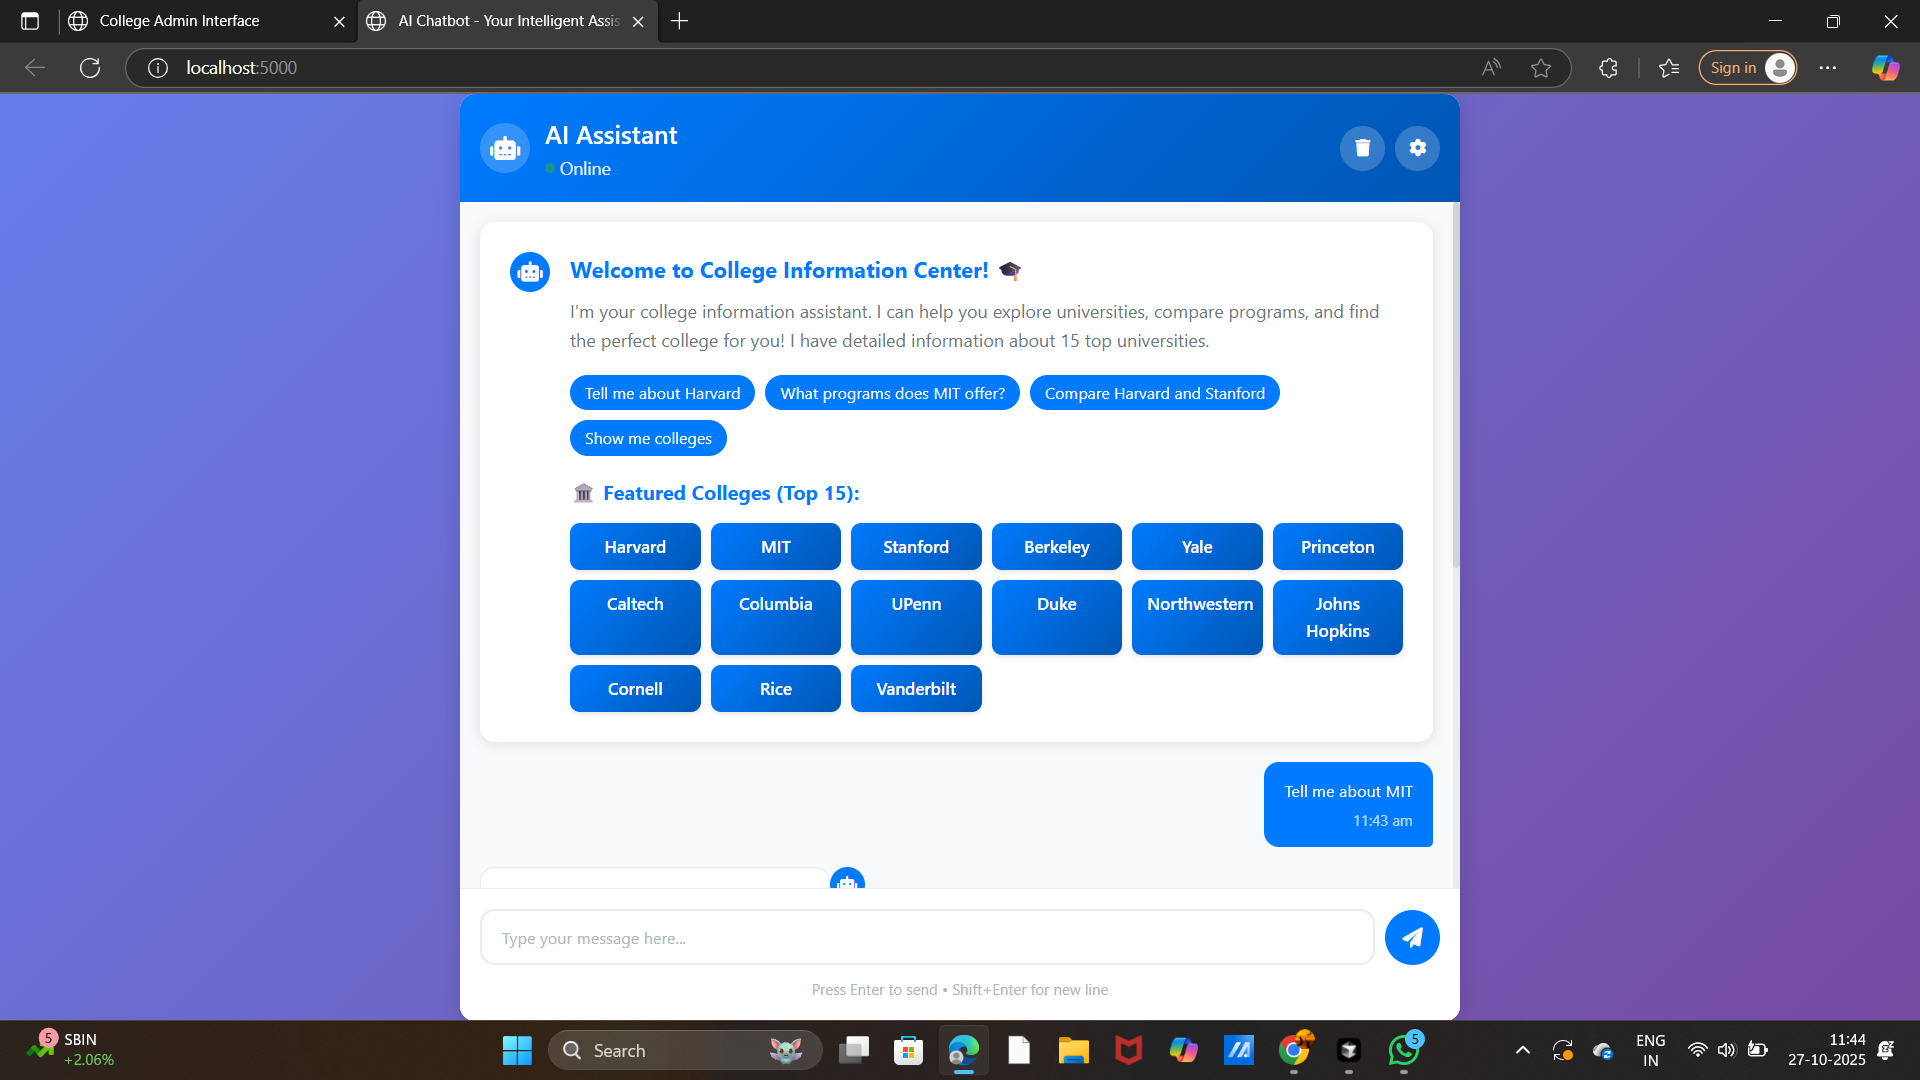 College Admin Interface
AI Chatbot - Your Intelligent Assis
localhost:5000
Sign in
AI Assistant
Online
Welcome to College Information Center! 🎓
I'm your college information assistant. I can help you explore universities, compare programs, and find
the perfect college for you! I have detailed information about 15 top universities.
Tell me about Harvard
What programs does MIT offer?
Compare Harvard and Stanford
Show me colleges
🏛️ Featured Colleges (Top 15):
Harvard
MIT
Stanford
Berkeley
Yale
Princeton
Caltech
Columbia
UPenn
Duke
Northwestern
Johns
Hopkins
Cornell
Rice
Vanderbilt
Tell me about MIT
11:43 am
Type your message here...
Press Enter to send • Shift+Enter for new line
5
SBIN
+2.06%
Search
5
ENG
IN
11:44
27-10-2025